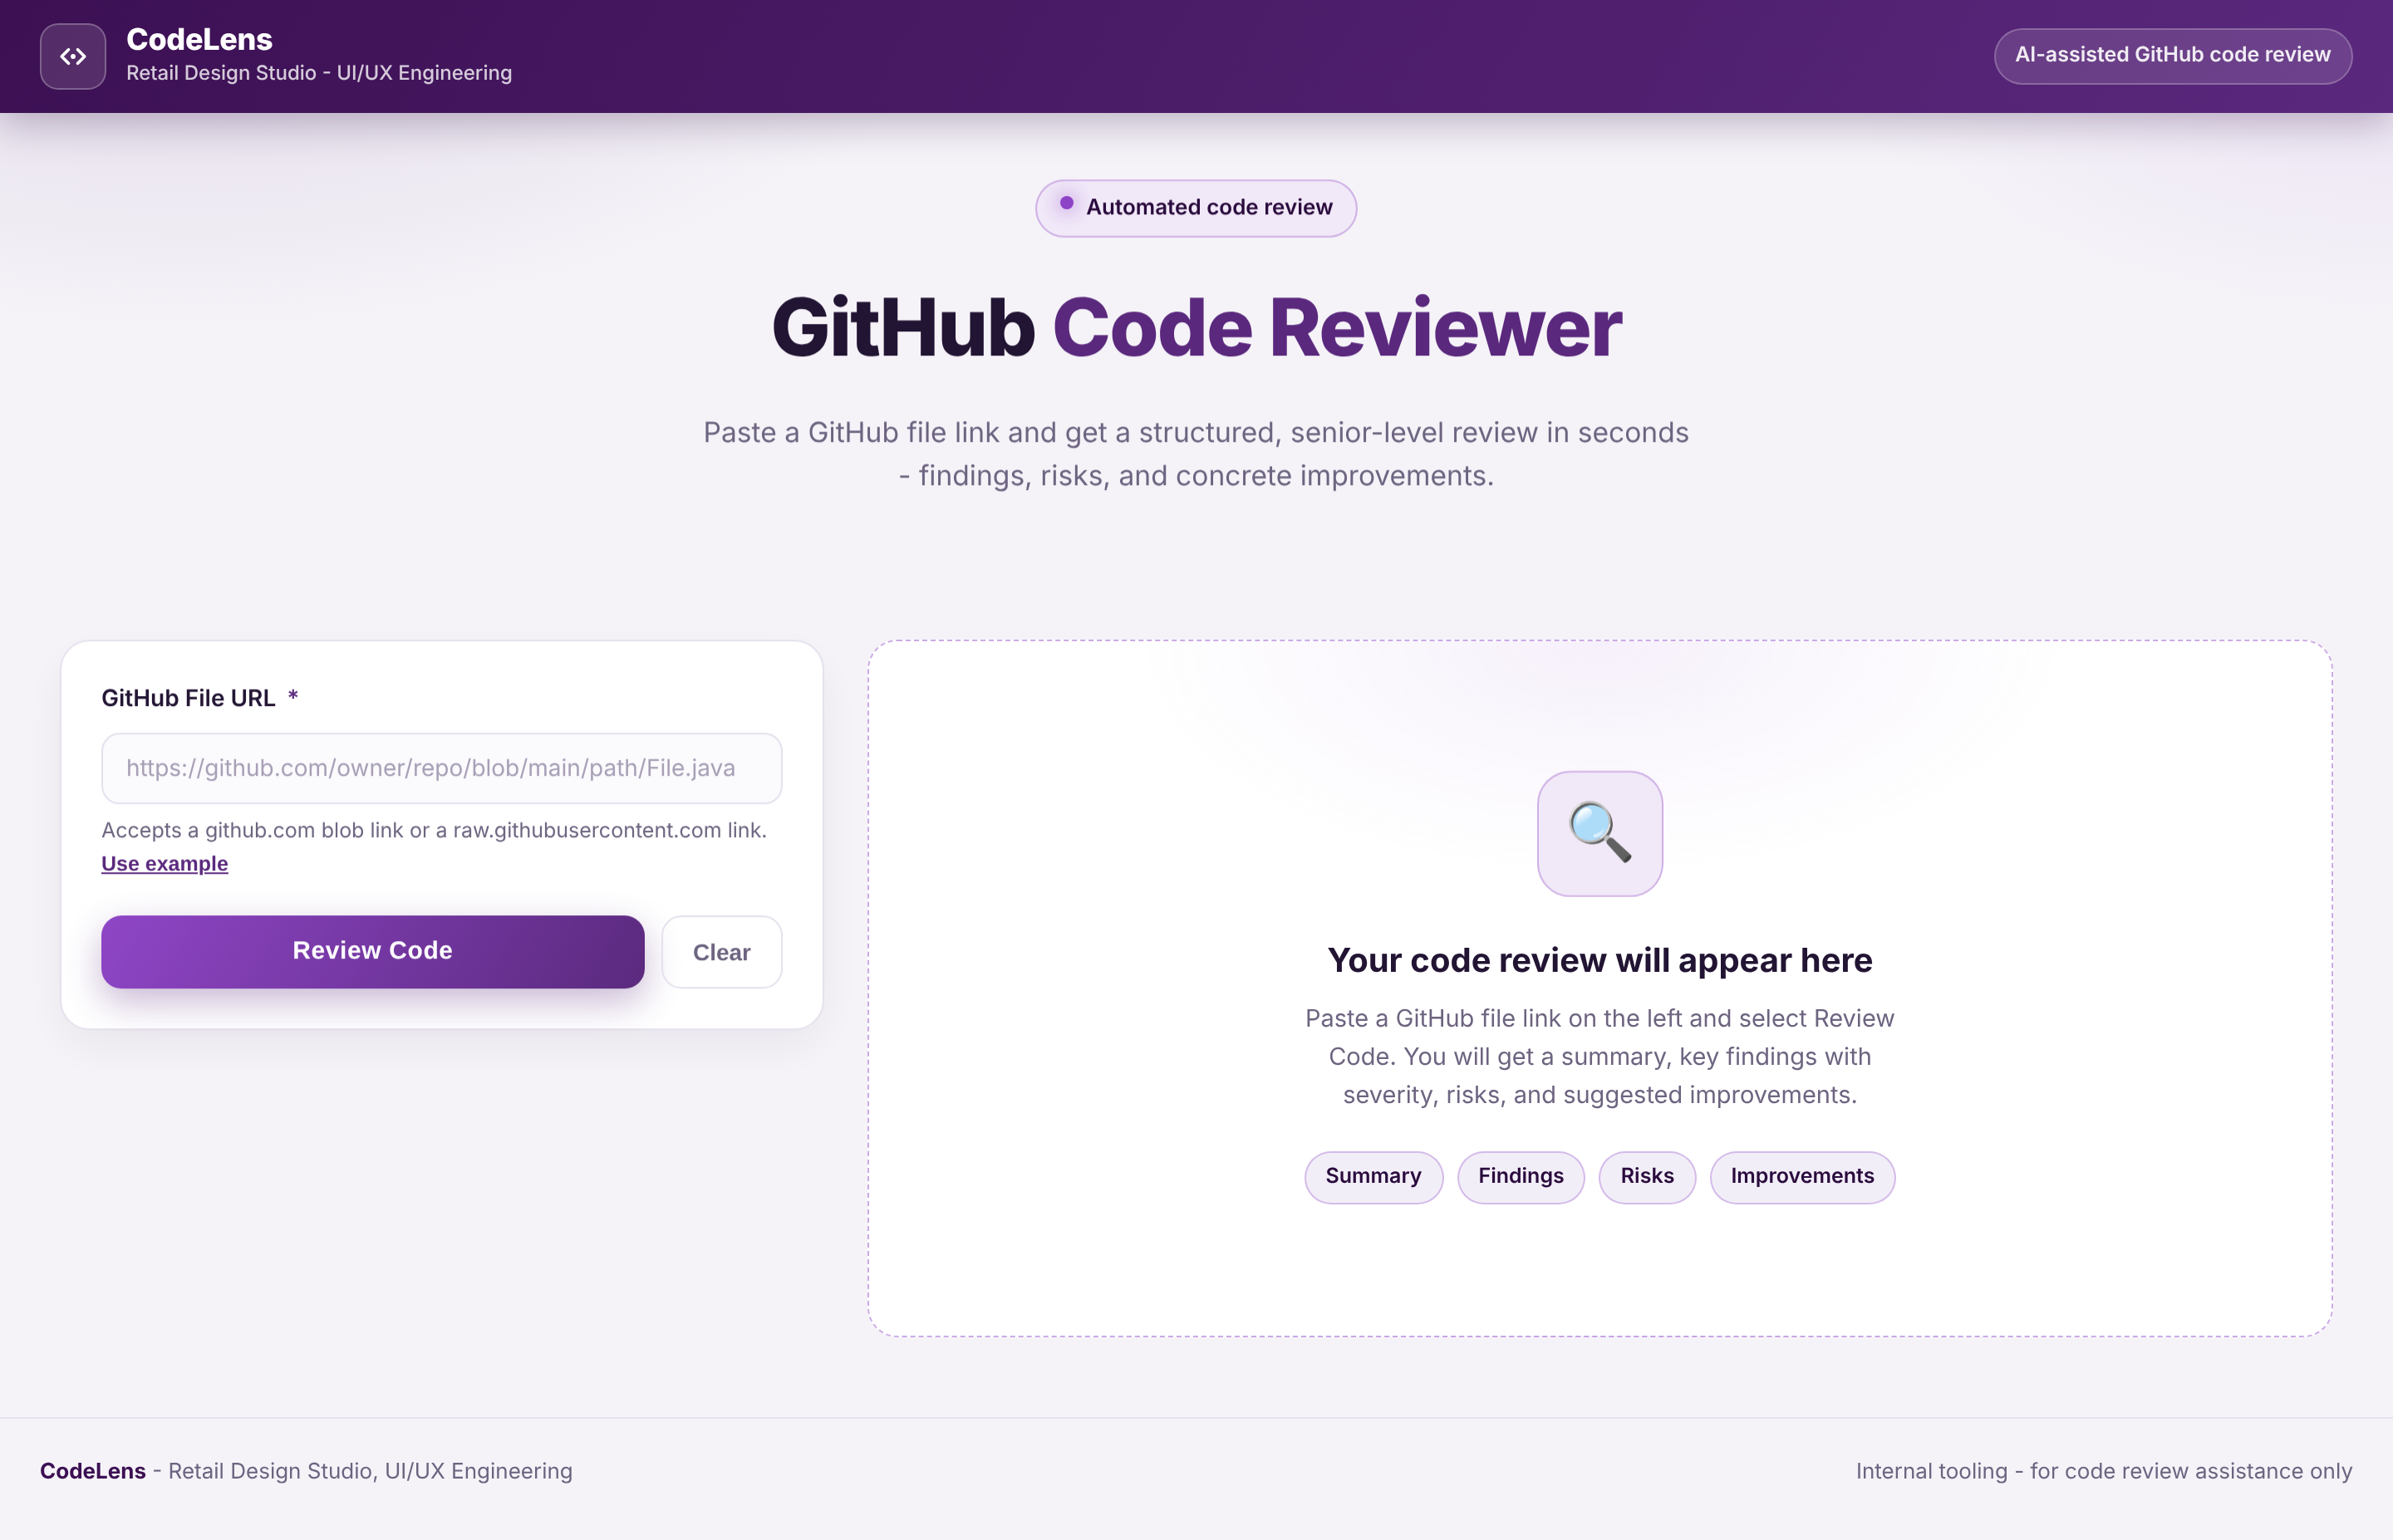 CodeLens
Retail Design Studio - UI/UX Engineering
AI-assisted GitHub code review
Automated code review
GitHub Code Reviewer
Paste a GitHub file link and get a structured, senior-level review in seconds
- findings, risks, and concrete improvements.
GitHub File URL *
https://github.com/owner/repo/blob/main/path/File.java
Accepts a github.com blob link or a raw.githubusercontent.com link.
Use example
Review Code
Clear
Your code review will appear here
Paste a GitHub file link on the left and select Review
Code. You will get a summary, key findings with
severity, risks, and suggested improvements.
Summary
Findings
Risks
Improvements
CodeLens - Retail Design Studio, UI/UX Engineering
Internal tooling - for code review assistance only